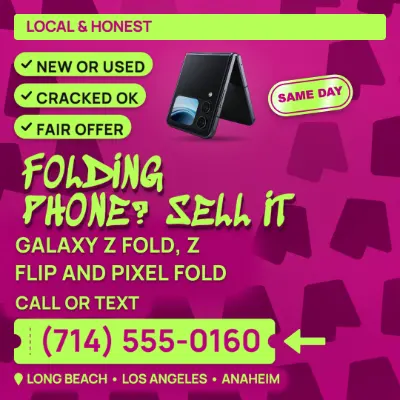 LOCAL & HONEST
NEW OR USED
CRACKED OK
FAIR OFFER
SAME DAY
FOLDING
PHONE? SELL IT
GALAXY Z FOLD, Z
FLIP AND PIXEL FOLD
CALL OR TEXT
(714) 555-0160
LONG BEACH • LOS ANGELES • ANAHEIM